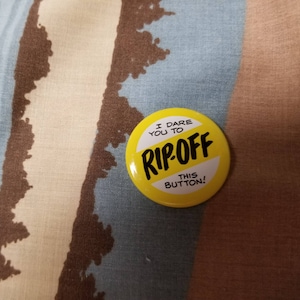 I DARE
YOU TO
RIP-OFF
THIS
BUTTON!